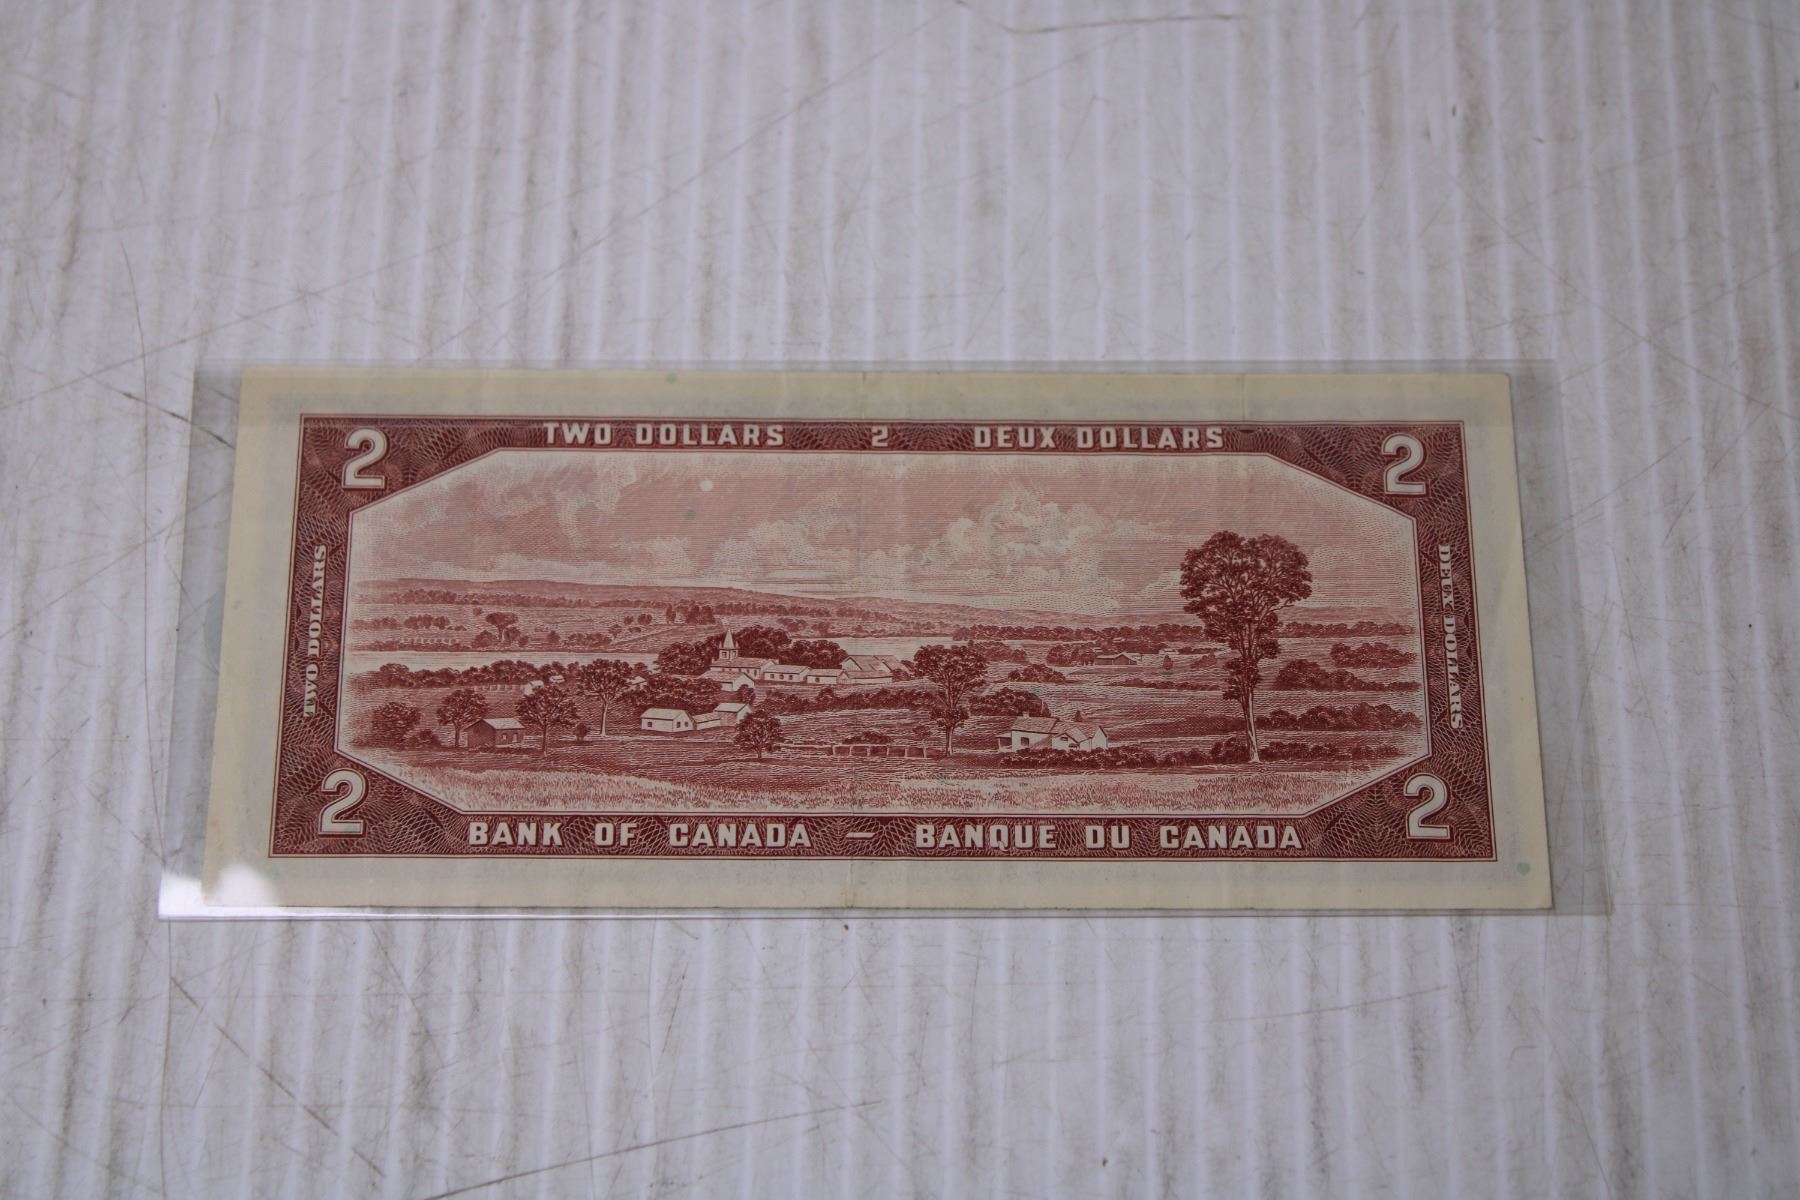 TWO DOLLARS 2 DEUX DOLLARS
2 2
TWO DOLLARS
DEUX DOLLARS
2 2
BANK OF CANADA — BANQUE DU CANADA